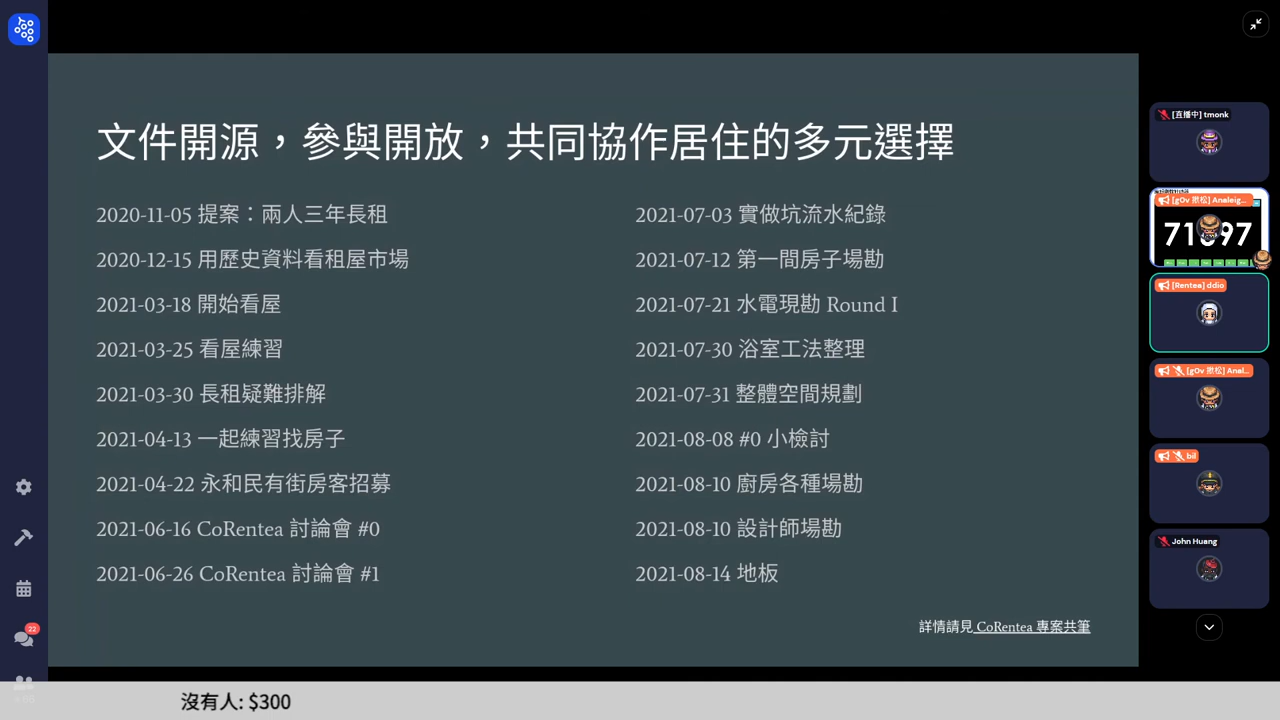 文件開源，參與開放，共同協作居住的多元選擇
2020-11-05 提案：兩人三年長租
2020-12-15 用歷史資料看租屋市場
2021-03-18 開始看屋
2021-03-25 看屋練習
2021-03-30 長租疑難排解
2021-04-13 一起練習找房子
2021-04-22 永和民有街房客招募
2021-06-16 CoRentea 討論會 #0
2021-06-26 CoRentea 討論會 #1
2021-07-03 實做坑流水紀錄
2021-07-12 第一間房子場勘
2021-07-21 水電現勘 Round I
2021-07-30 浴室工法整理
2021-07-31 整體空間規劃
2021-08-08 #0 小檢討
2021-08-10 廚房各種場勘
2021-08-10 設計師場勘
2021-08-14 地板
詳情請見 CoRentea 專案共筆
[直播中] tmonk
[g0v 揪松] Analeig...
[Rentea] ddio
[g0v 揪松] Anal...
bil
John Huang
22
沒有人: $300